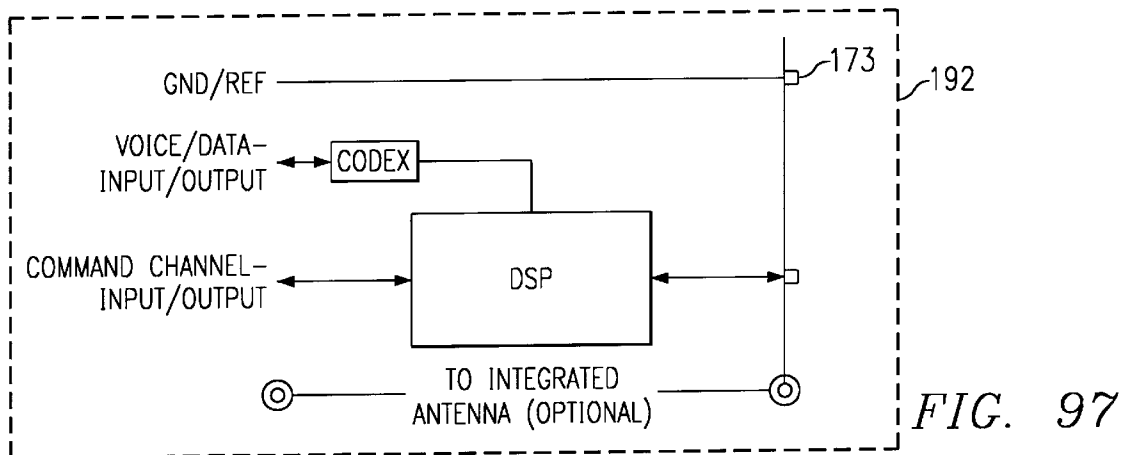 GND/REF
173
192
VOICE/DATA-
INPUT/OUTPUT
CODEX
COMMAND CHANNEL-
INPUT/OUTPUT
DSP
TO INTEGRATED
ANTENNA (OPTIONAL)
FIG. 97